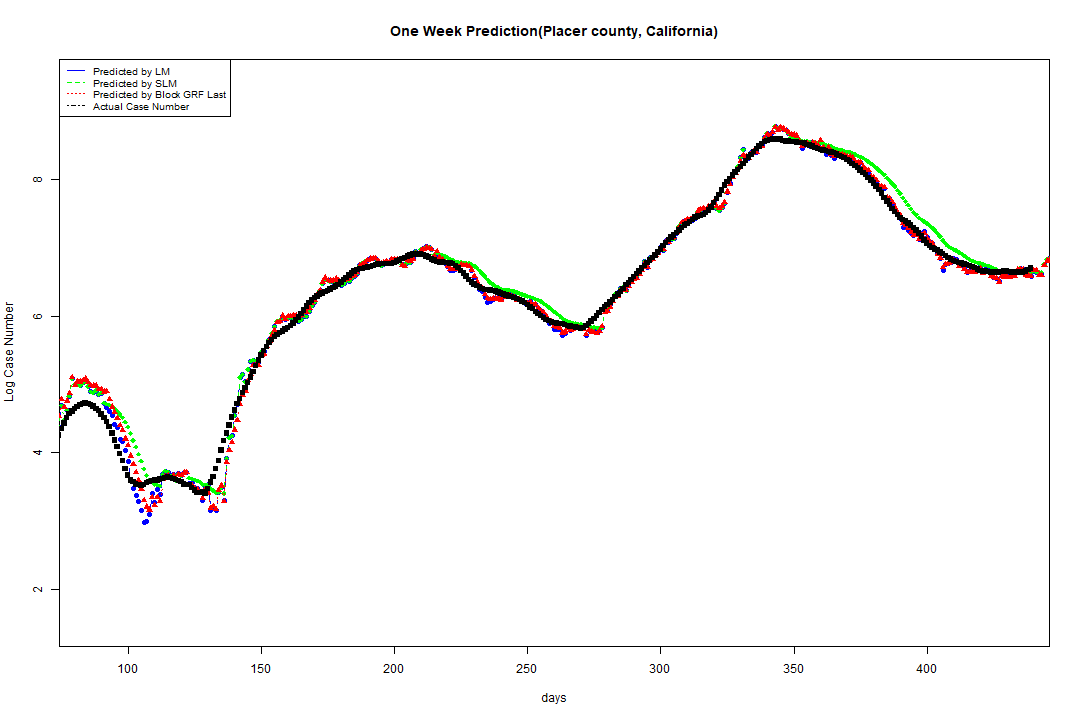 One Week Prediction(Placer county, California)
Predicted by LM
Predicted by SLM
Predicted by Block GRF Last
Actual Case Number
8
6
4
2
Log Case Number
100 150 200 250 300 350 400
days